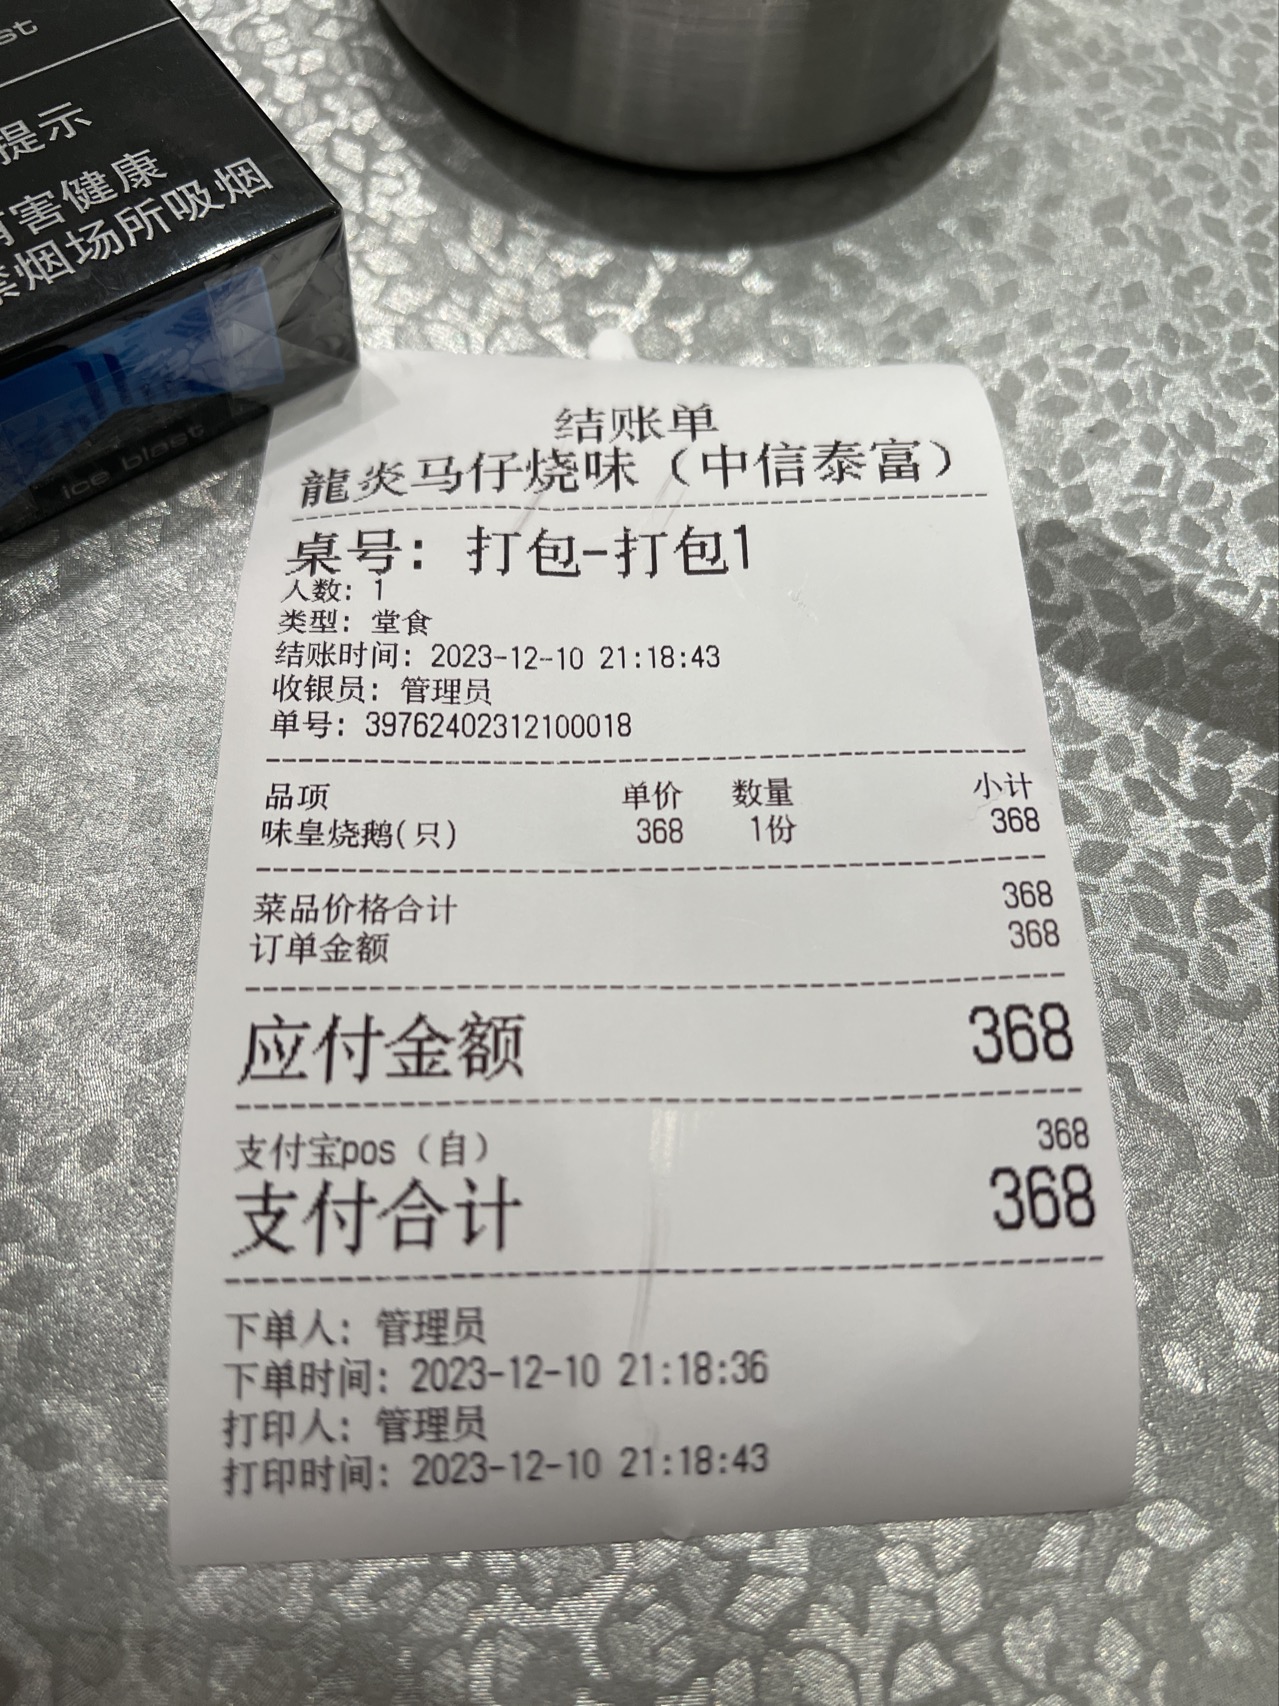 st
提示
有害健康
禁烟场所吸烟
ice blast
结账单
龍炎马仔烧味（中信泰富）
桌号：打包-打包1
人数：1
类型：堂食
结账时间：2023-12-10 21:18:43
收银员：管理员
单号：39762402312100018
品项 单价 数量 小计
味皇烧鹅(只) 368 1份 368
菜品价格合计 368
订单金额 368
应付金额 368
支付宝pos（自） 368
支付合计 368
下单人：管理员
下单时间：2023-12-10 21:18:36
打印人：管理员
打印时间：2023-12-10 21:18:43